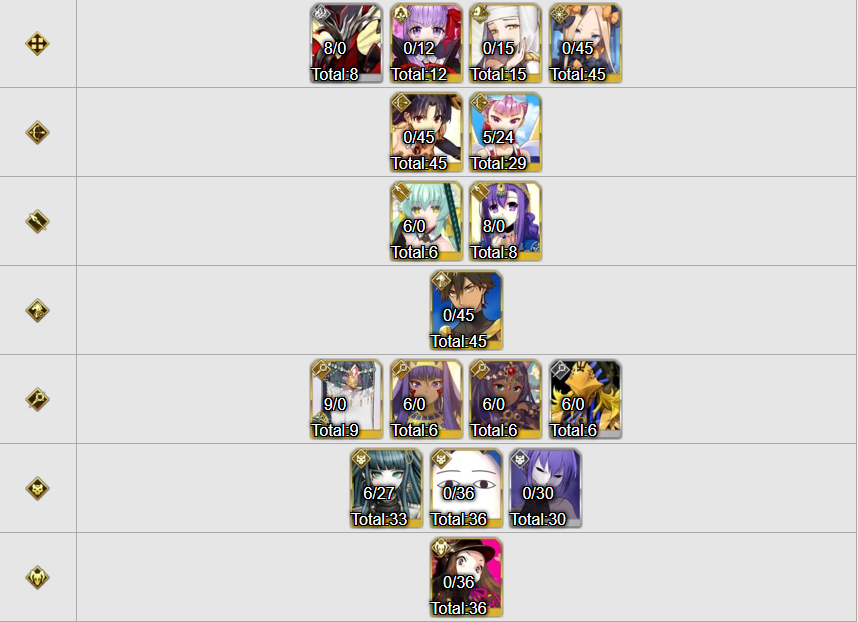 8/0
Total:8
0/12
Total:12
0/15
Total:15
0/45
Total:45
0/45
Total:45
5/24
Total:29
6/0
Total:6
8/0
Total:8
0/45
Total:45
9/0
Total:9
6/0
Total:6
6/0
Total:6
6/0
Total:6
6/27
Total:33
0/36
Total:36
0/30
Total:30
0/36
Total:36